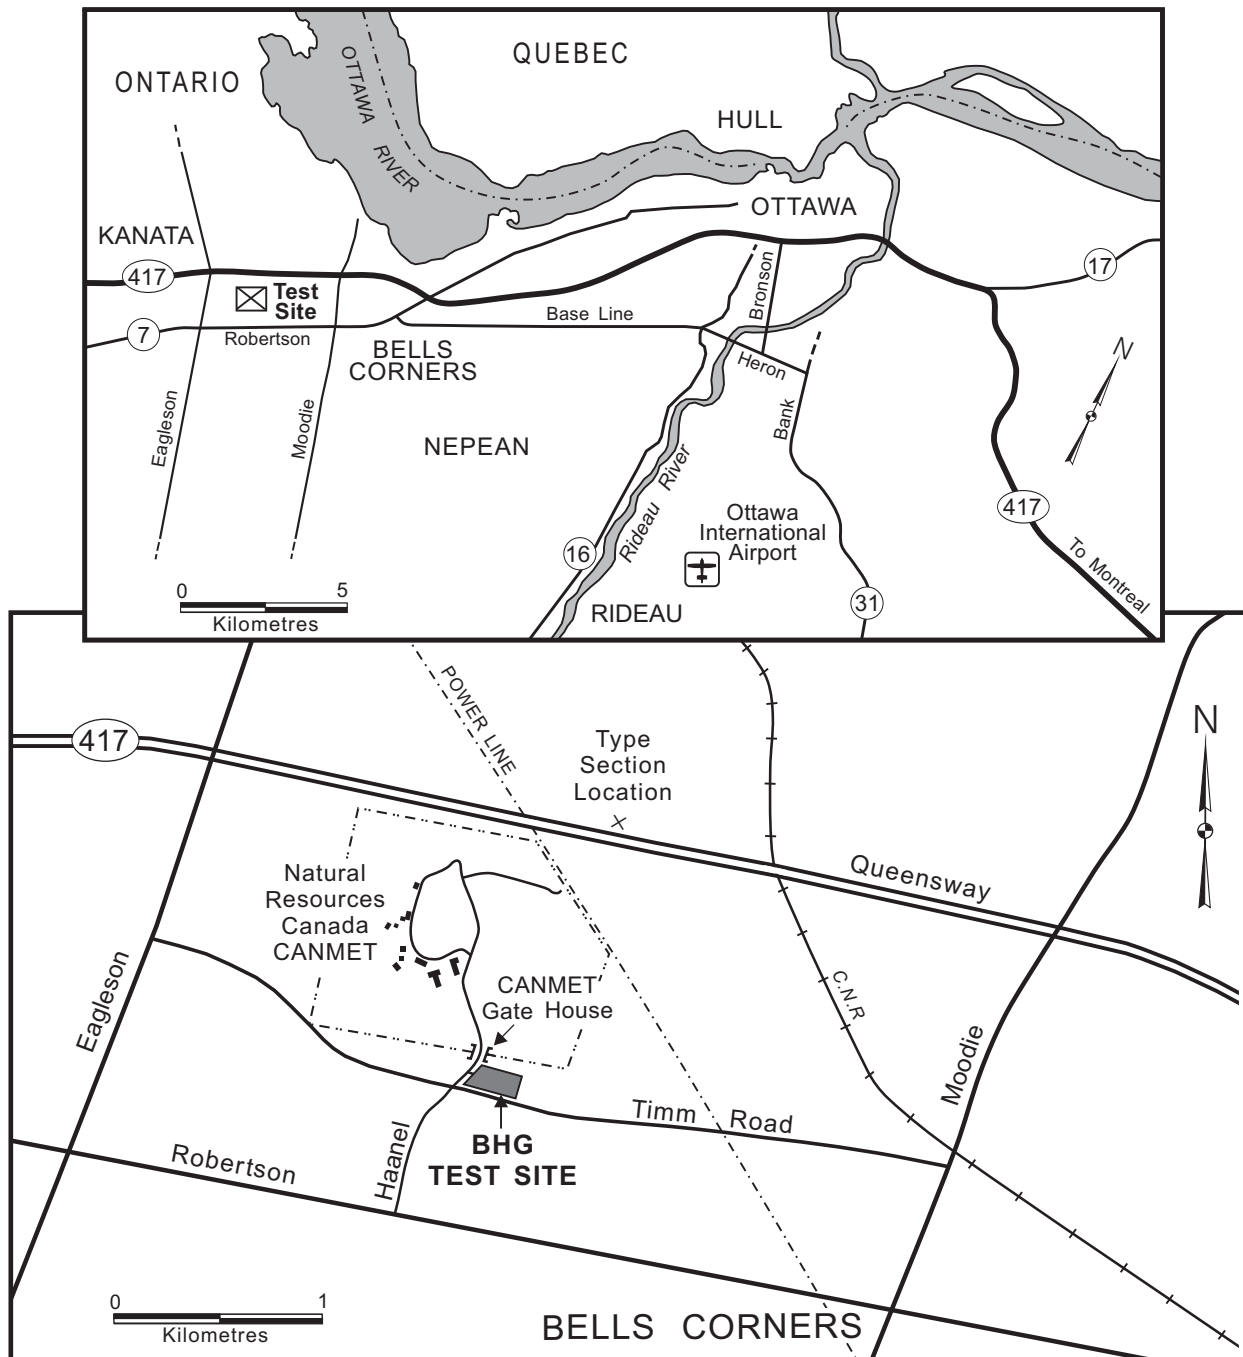 QUEBEC
ONTARIO
OTTAWA
RIVER
HULL
OTTAWA
KANATA
417
17
Test
Site
Bronson
7
Robertson
Base Line
BELLS
CORNERS
Heron
N
Eagleson
Moodie
Bank
NEPEAN
Rideau River
417
Ottawa
International
Airport
16
To Montreal
31
RIDEAU
0 5
Kilometres
POWER LINE
417
Type
Section
Location
N
Queensway
Natural
Resources
Canada
CANMET
CANMET
Gate House
C.N.R
Eagleson
Moodie
Timm Road
BHG
TEST SITE
Robertson
Haanel
0 1
Kilometres
BELLS CORNERS